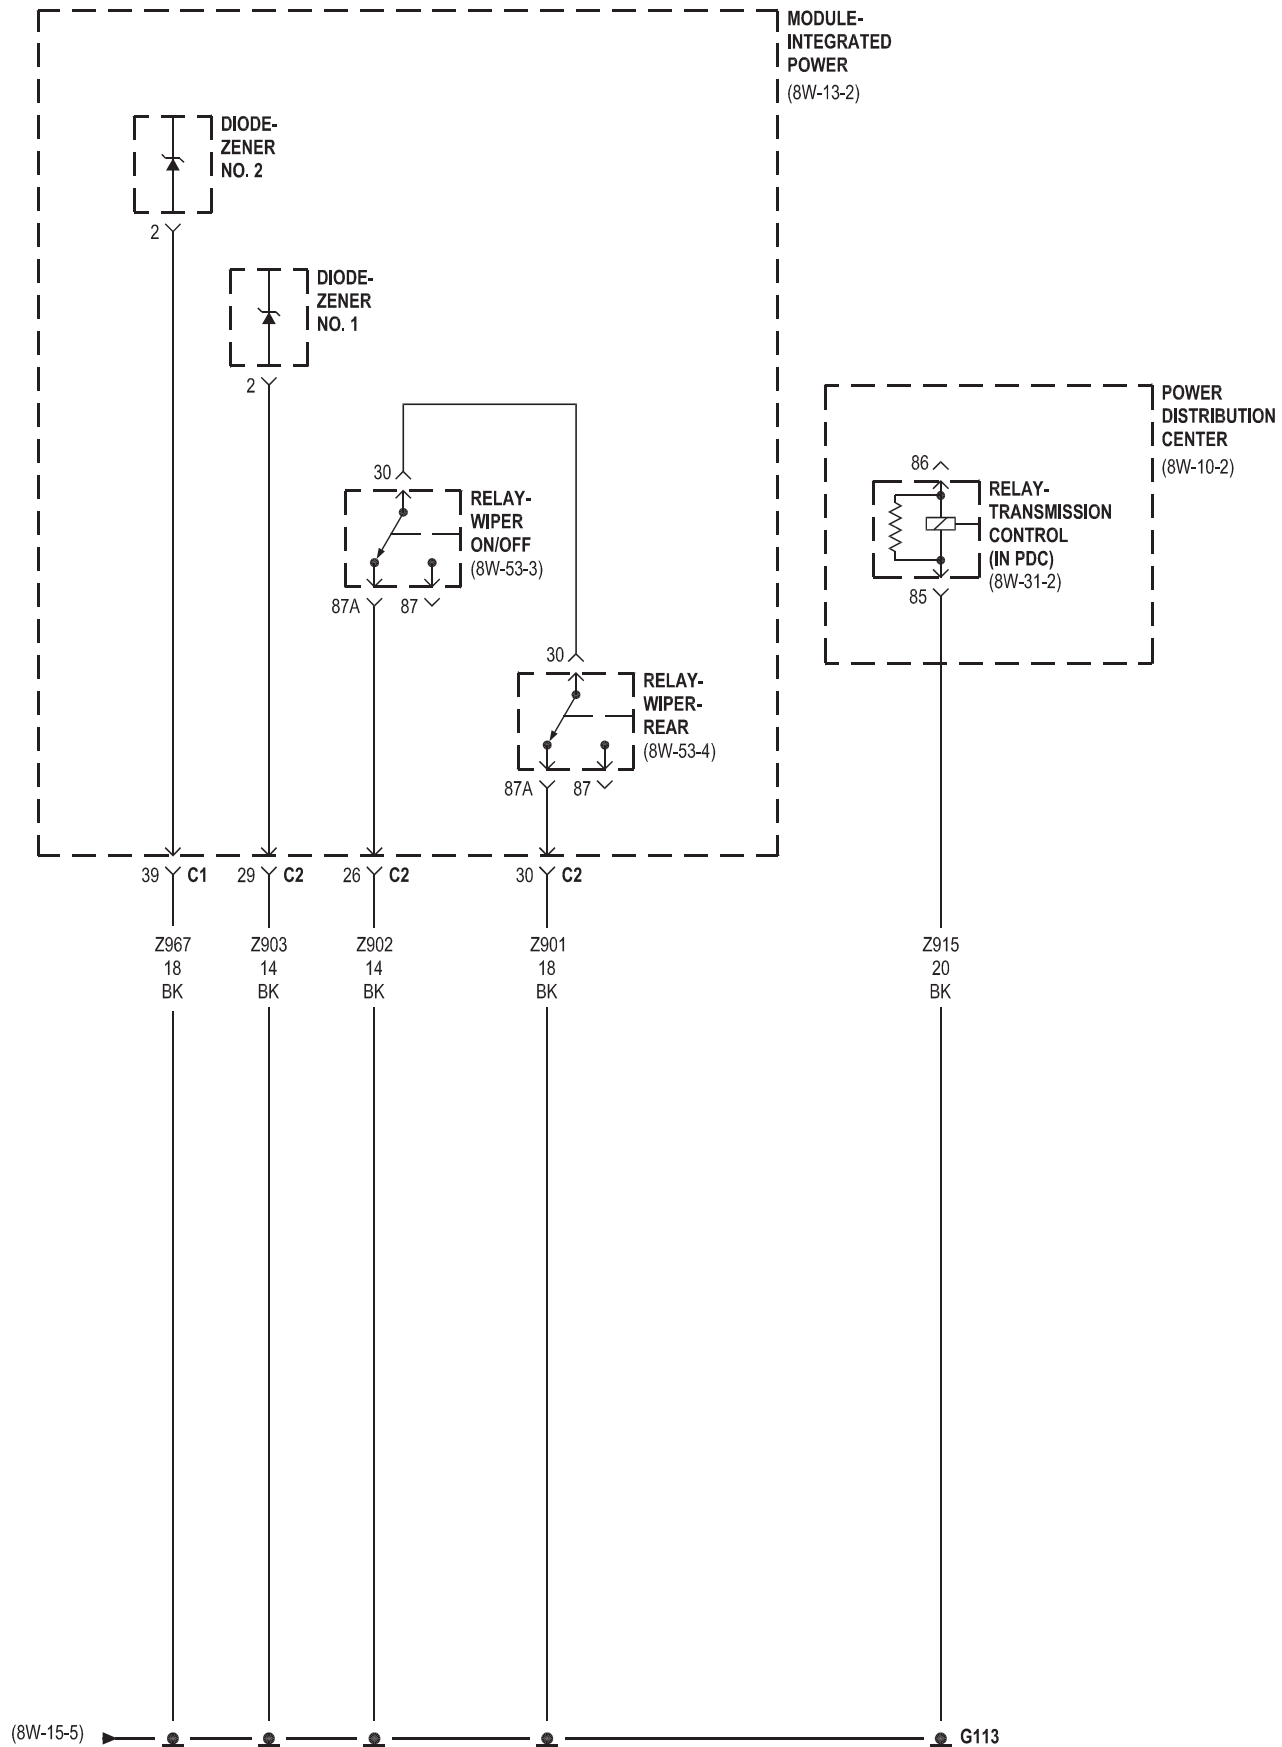 MODULE-
INTEGRATED
POWER
(8W-13-2)
DIODE-
ZENER
NO. 2
2
DIODE-
ZENER
NO. 1
2
30
RELAY-
WIPER
ON/OFF
(8W-53-3)
87A
87
30
RELAY-
WIPER-
REAR
(8W-53-4)
87A
87
POWER
DISTRIBUTION
CENTER
(8W-10-2)
86
RELAY-
TRANSMISSION
CONTROL
(IN PDC)
(8W-31-2)
85
39 C1
29 C2
26 C2
30 C2
Z967
18
BK
Z903
14
BK
Z902
14
BK
Z901
18
BK
Z915
20
BK
(8W-15-5)
G113